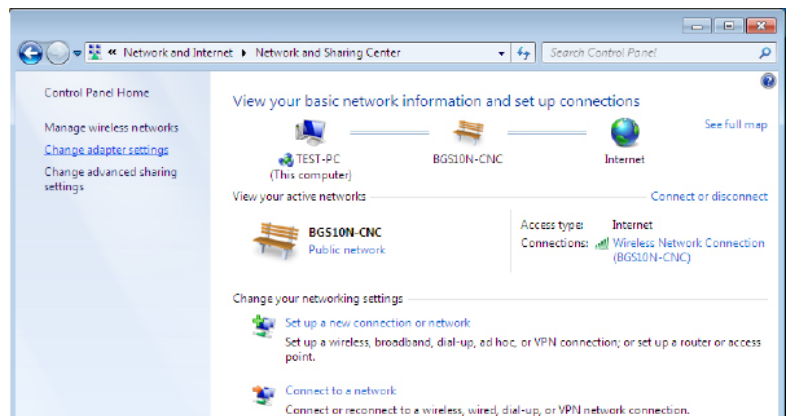 « Network and Internet ▸ Network and Sharing Center
Search Control Panel
Control Panel Home
Manage wireless networks
Change adapter settings
Change advanced sharing
settings
View your basic network information and set up connections
See full map
TEST-PC
(This computer)
BGS10N-CNC
Internet
View your active networks
Connect or disconnect
BGS10N-CNC
Public network
Access type: Internet
Connections: Wireless Network Connection
(BGS10N-CNC)
Change your networking settings
Set up a new connection or network
Set up a wireless, broadband, dial-up, ad hoc, or VPN connection; or set up a router or access
point.
Connect to a network
Connect or reconnect to a wireless, wired, dial-up, or VPN network connection.